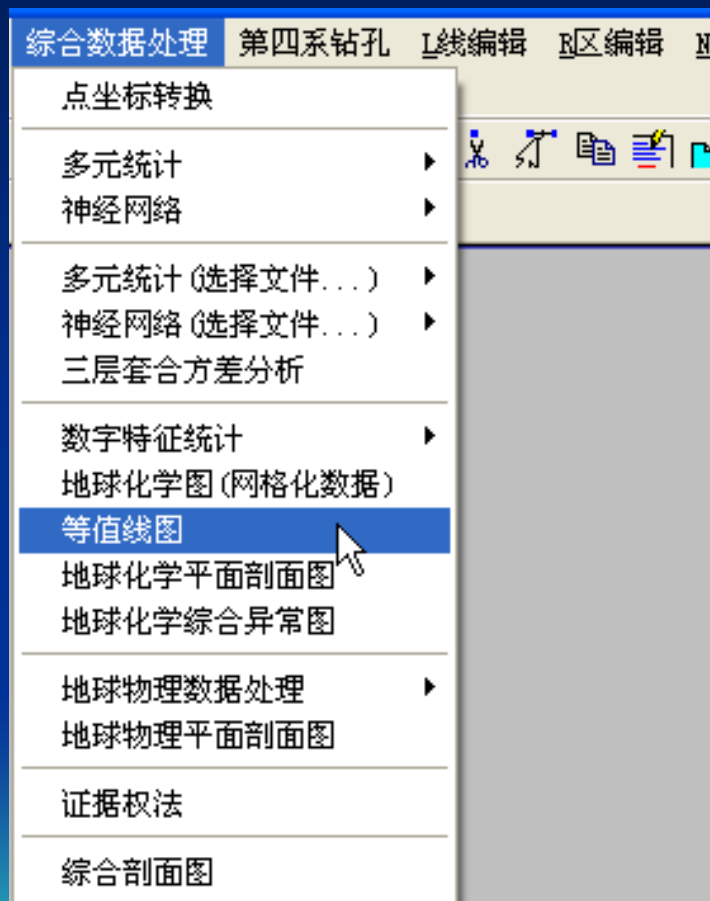 综合数据处理 第四系钻孔 L线编辑 R区编辑 N
点坐标转换
多元统计
神经网络
多元统计(选择文件...)
神经网络(选择文件...)
三层套合方差分析
数字特征统计
地球化学图(网格化数据)
等值线图
地球化学平面剖面图
地球化学综合异常图
地球物理数据处理
地球物理平面剖面图
证据权法
综合剖面图